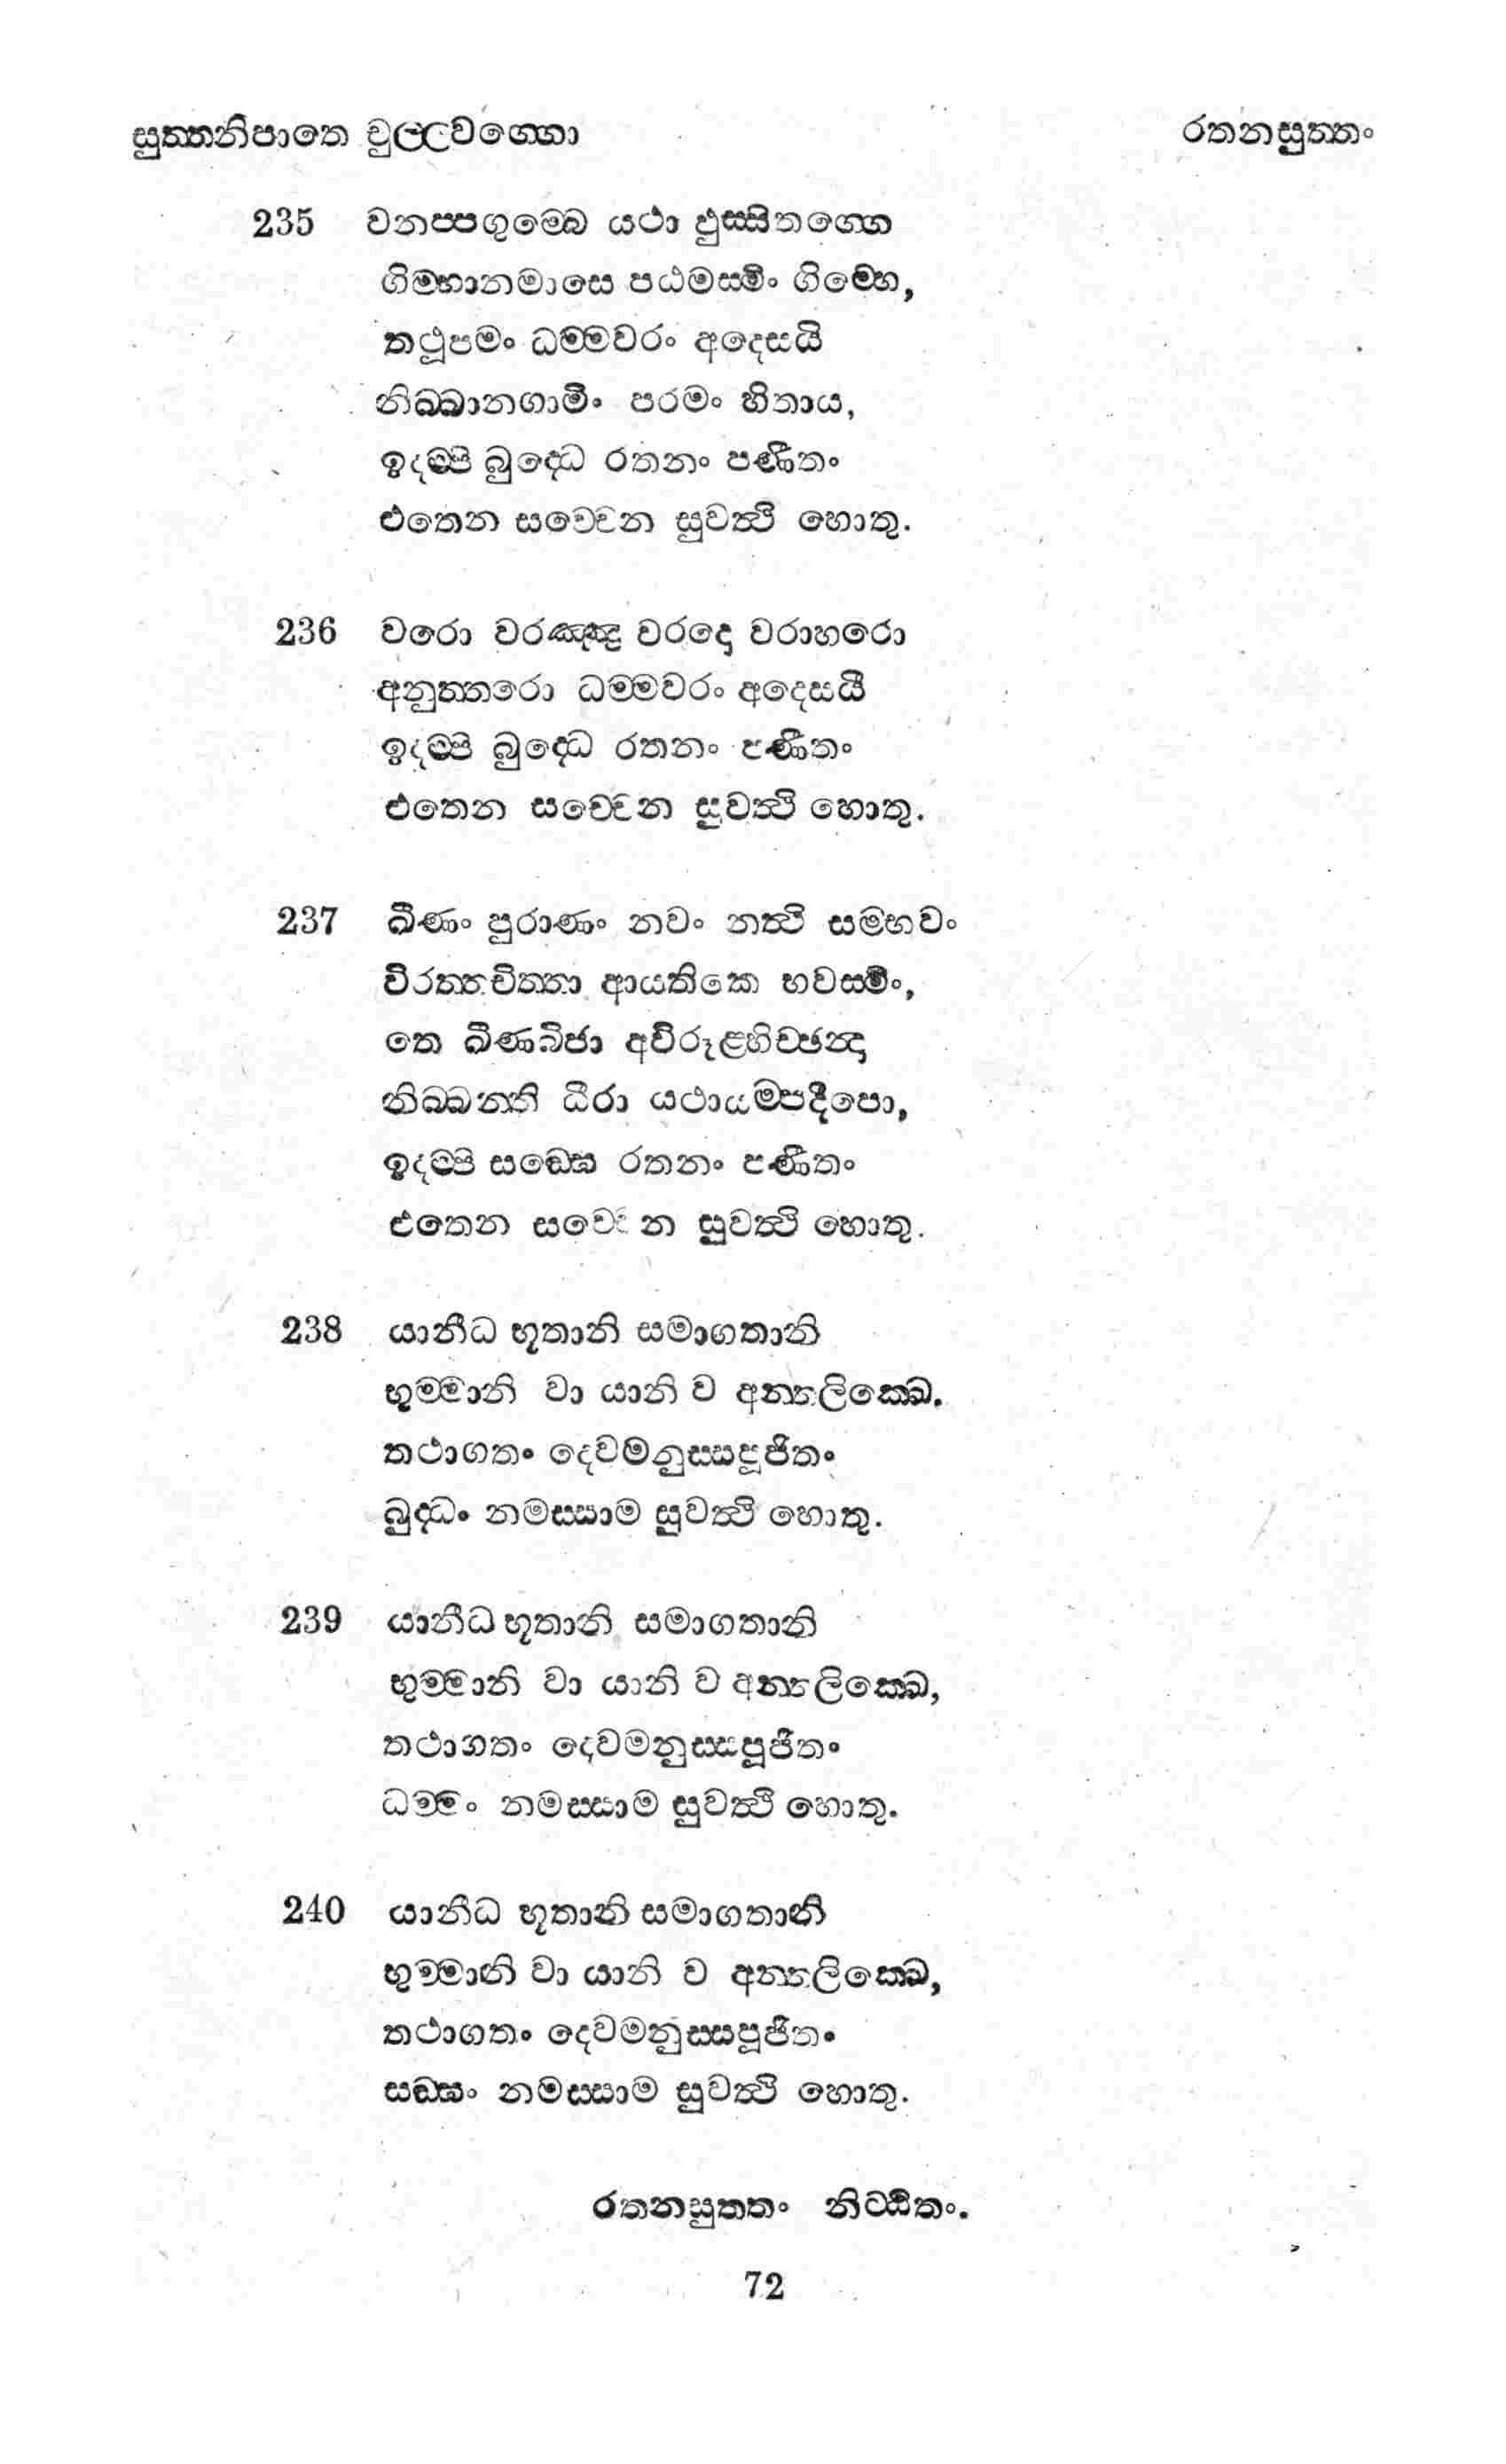 සුත්තනිපාතෙ චුල්ලවග්ගො රතනසුත්තං
235 වනප්පගුම්බෙ යථා ඵුස්සිතග්ගෙ
ගිම්හානමාසෙ පඨමස්මිං ගිම්හෙ,
තථූපමං ධම්මවරං අදෙසයි
නිබ්බානගාමිං පරමං හිතාය,
ඉදම්පි බුද්ධෙ රතනං පණීතං
එතෙන සච්චෙන සුවත්ථි හොතු.
236 වරො වරඤ්ඤූ වරදො වරාහරො
අනුත්තරො ධම්මවරං අදෙසයී
ඉදම්පි බුද්ධෙ රතනං පණීතං
එතෙන සච්චෙන සුවත්ථි හොතු.
237 ඛීණං පුරාණං නවං නත්ථි සම්භවං
විරත්තචිත්තා ආයතිකෙ භවස්මිං,
තෙ ඛීණබීජා අවිරූළ්හිච්ඡන්දා
නිබ්බන්ති ධීරා යථායම්පදීපො,
ඉදම්පි සඞ්ඝෙ රතනං පණීතං
එතෙන සච්චෙන සුවත්ථි හොතු.
238 යානීධ භූතානි සමාගතානි
භුම්මානි වා යානි ව අන්තලික්ඛෙ.
තථාගතං දෙවමනුස්සපූජිතං
බුද්ධං නමස්සාම සුවත්ථි හොතු.
239 යානීධ භූතානි සමාගතානි
භුම්මානි වා යානි ව අන්තලික්ඛෙ,
තථාගතං දෙවමනුස්සපූජිතං
ධම්මං නමස්සාම සුවත්ථි හොතු.
240 යානීධ භූතානි සමාගතානි
භුම්මානි වා යානි ව අන්තලික්ඛෙ,
තථාගතං දෙවමනුස්සපූජිතං
සඞ්ඝං නමස්සාම සුවත්ථි හොතු.
රතනසුත්තං නිට්ඨිතං.
72